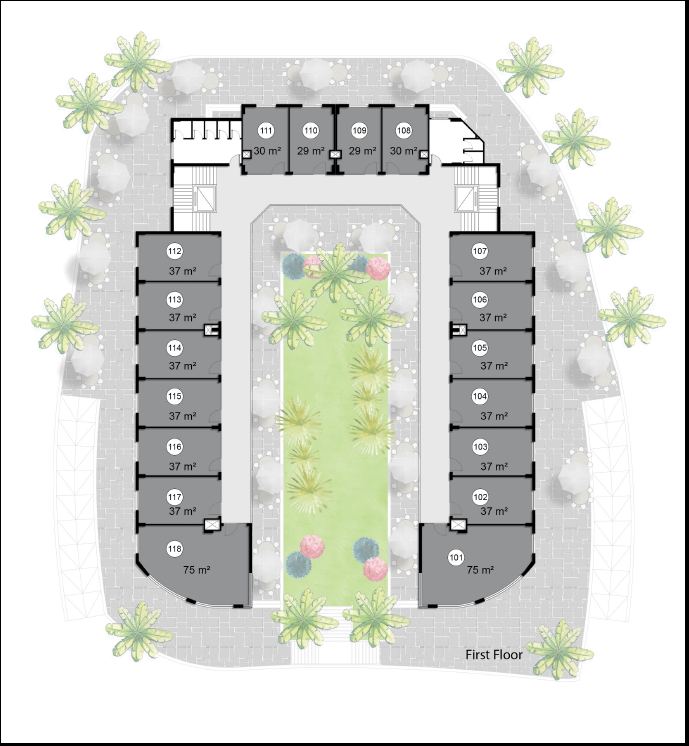 111 110 109 108
30 m² 29 m² 29 m² 30 m²
112 107
37 m² 37 m²
113 106
37 m² 37 m²
114 105
37 m² 37 m²
115 104
37 m² 37 m²
116 103
37 m² 37 m²
117 102
37 m² 37 m²
118 101
75 m² 75 m²
First Floor